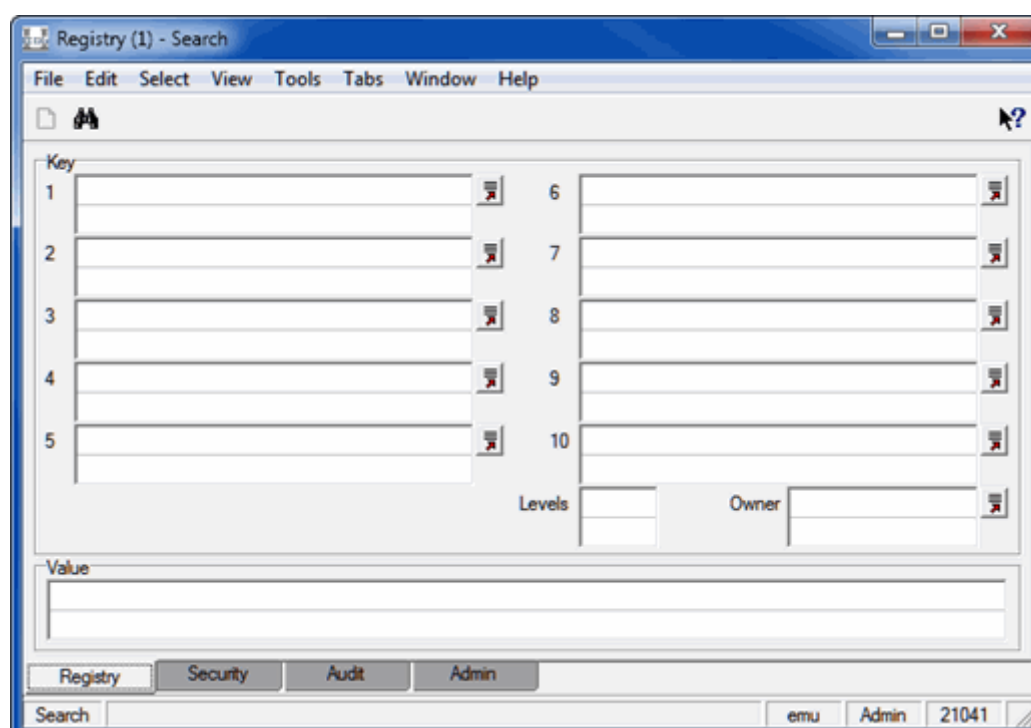 Registry (1) - Search
File Edit Select View Tools Tabs Window Help
Key
1 6
2 7
3 8
4 9
5 10
Levels Owner
Value
Registry Security Audit Admin
Search emu Admin 21041